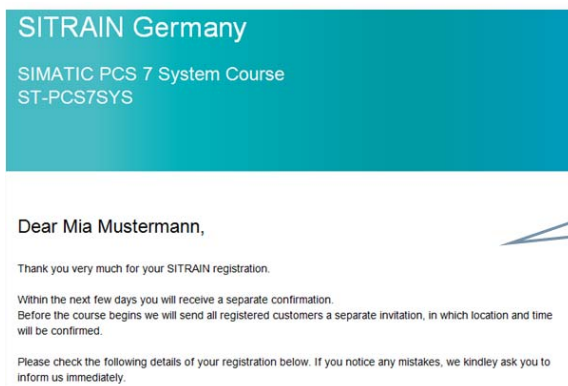 SITRAIN Germany
SIMATIC PCS 7 System Course
ST-PCS7SYS
Dear Mia Mustermann,
Thank you very much for your SITRAIN registration.
Within the next few days you will receive a separate confirmation.
Before the course begins we will send all registered customers a separate invitation, in which location and time
will be confirmed.
Please check the following details of your registration below. If you notice any mistakes, we kindley ask you to
inform us immediately.